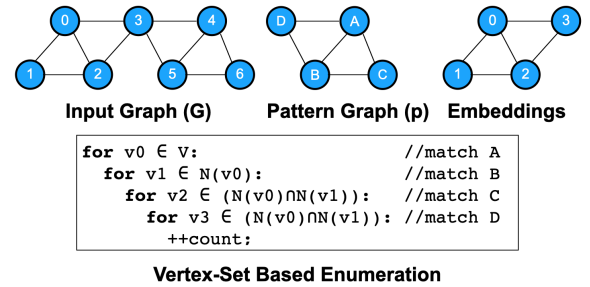 0 3 4 D A 0 3
1 2 5 6 B C 1 2
Input Graph (G) Pattern Graph (p) Embeddings
for v0 ∈ V: //match A
for v1 ∈ N(v0): //match B
for v2 ∈ (N(v0)∩N(v1)): //match C
for v3 ∈ (N(v0)∩N(v1)): //match D
++count;
Vertex-Set Based Enumeration